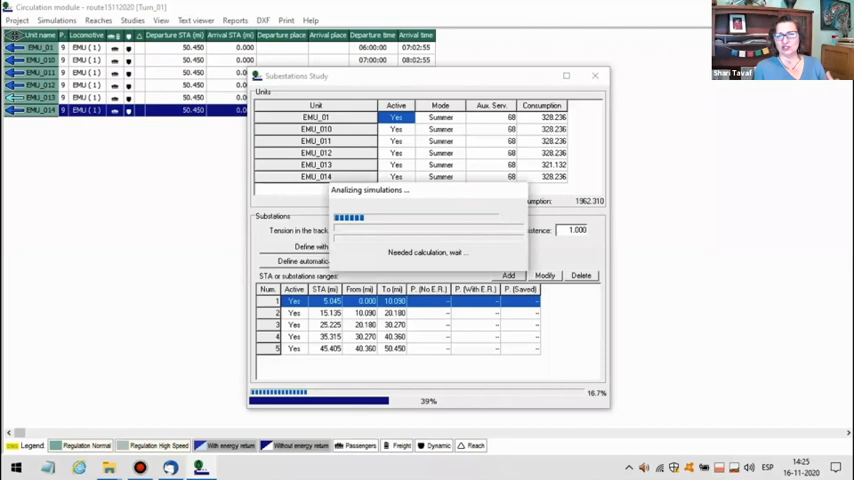 Circulation module - route15112020 [Turn_01]
Project Simulations Reaches Studies View STA Simulation viewer Text viewer Reports DXF Print Help
Unit name P. Locomotive Departure STA (mi) Arrival STA (mi) Departure place Arrival place Departure time Arrival time
EMU_01 9 EMU ( 1 ) 50.450 0.000 06:00:00 07:02:55
EMU_010 9 EMU ( 1 ) 50.450 0.000 07:00:00 08:02:55
EMU_011 9 EMU ( 1 ) 50.450
EMU_012 9 EMU ( 1 ) 50.450
EMU_013 9 EMU ( 1 ) 50.450
EMU_014 9 EMU ( 1 ) 50.450
Shari Tavaf
Substations Study
Units
Unit Active Mode Aux. Serv. Consumption
EMU_01 Yes Summer 68 328.236
EMU_010 Yes Summer 68 328.236
EMU_011 Yes Summer 68 328.236
EMU_012 Yes Summer 68 328.236
EMU_013 Yes Summer 68 321.132
EMU_014 Yes Summer 68 328.236
1962.310
Analizing simulations ...
Needed calculation, wait ...
Substations
Tension in the track 1.000
Define with
Define automatic
STA or substations ranges: Add Modify Delete
Num. Active STA (mi) From (mi) To (mi) P. (No E.R.) P. (With E.R.) P. (Saved)
1 Yes 5.045 0.000 10.090 -- -- --
2 Yes 15.135 10.090 20.180 -- -- --
3 Yes 25.225 20.180 30.270 -- -- --
4 Yes 35.315 30.270 40.360 -- -- --
5 Yes 45.405 40.360 50.450 -- -- --
16.7%
39%
Legend: Regulation Normal Regulation High Speed With energy return Without energy return Passengers Freight Dynamic Reach
ESP 14:25
16-11-2020